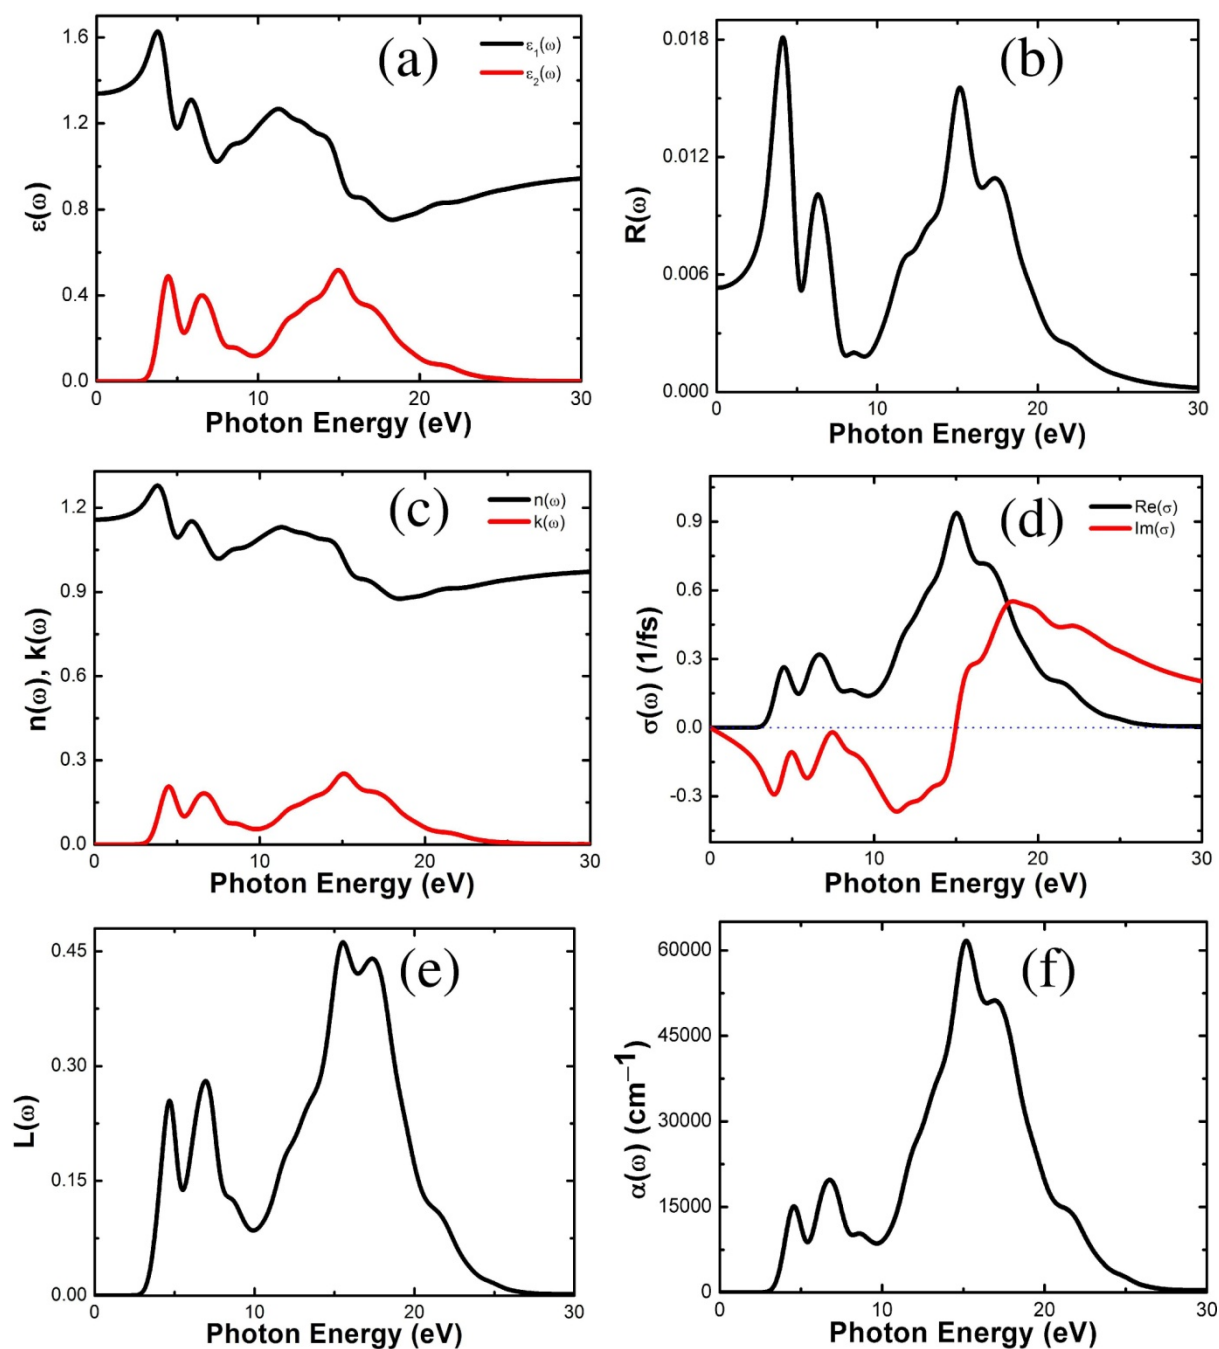 (a)
ε₁(ω)
ε₂(ω)
1.6
1.2
0.8
0.4
0.0
ε(ω)
0
10
20
30
Photon Energy (eV)
(b)
0.018
0.012
0.006
0.000
R(ω)
0
10
20
30
Photon Energy (eV)
(c)
n(ω)
k(ω)
1.2
0.9
0.6
0.3
0.0
n(ω), k(ω)
0
10
20
30
Photon Energy (eV)
(d)
Re(σ)
Im(σ)
0.9
0.6
0.3
0.0
-0.3
σ(ω) (1/fs)
0
10
20
30
Photon Energy (eV)
(e)
0.45
0.30
0.15
0.00
L(ω)
0
10
20
30
Photon Energy (eV)
(f)
60000
45000
30000
15000
0
α(ω) (cm⁻¹)
0
10
20
30
Photon Energy (eV)